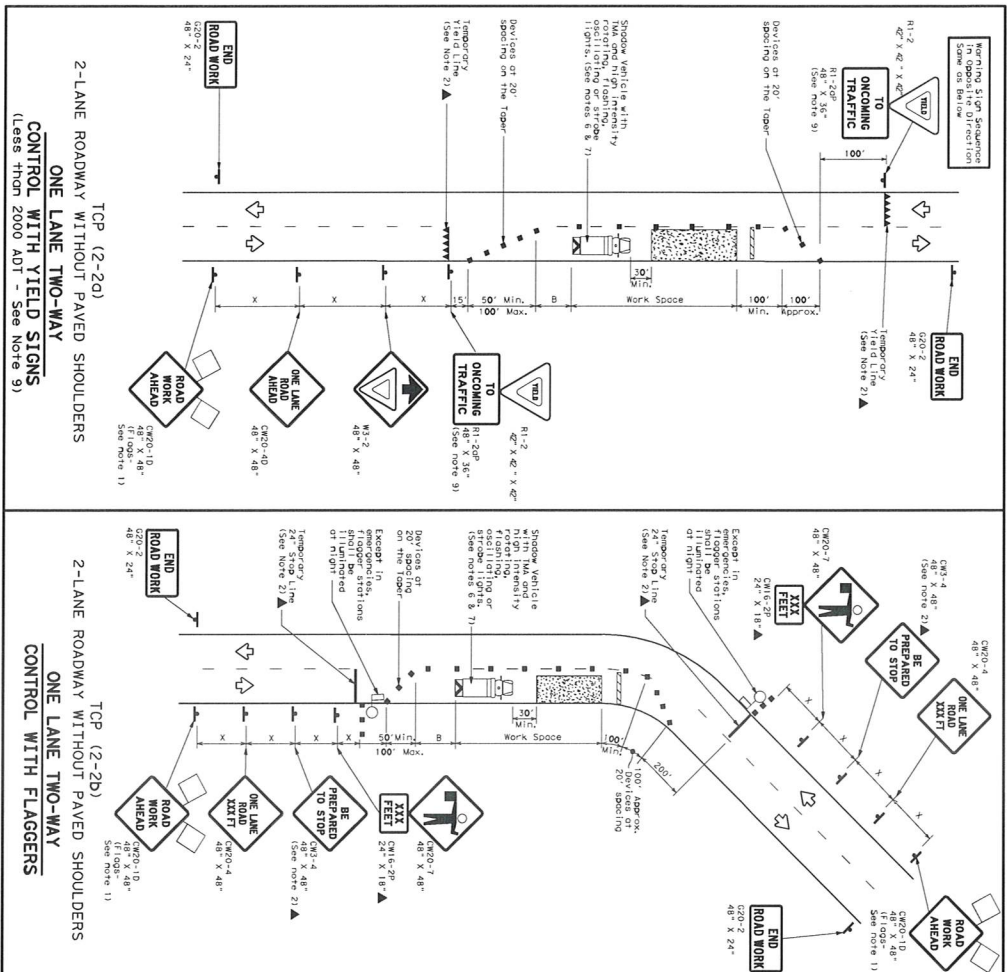 Warning Sign Sequence
in Opposite Direction
Same as Below
R1-2
42" X 42" X 42"
YIELD
TO
ONCOMING
TRAFFIC
R1-2aP
48" X 36"
(See note 9)
100'
Devices at 20'
spacing on the Taper
Shadow Vehicle with
TMA and high intensity
rotating, flashing,
oscillating or strobe
lights. (See notes 6 & 7)
Devices at 20'
spacing on the Taper
Temporary
Yield Line
(See Note 2)▲
END
ROAD WORK
G20-2
48" X 24"
END
ROAD WORK
G20-2
48" X 24"
Temporary
Yield Line
(See Note 2)▲
100'
Approx.
100'
Min.
Work Space
30'
Min.
B
50' Min.
100' Max.
15'
X
X
X
YIELD
R1-2
42" X 42" X 42"
TO
ONCOMING
TRAFFIC
R1-2aP
48" X 36"
(See note 9)
W3-2
48" X 48"
ONE LANE
ROAD
AHEAD
CW20-4D
48" X 48"
ROAD
WORK
AHEAD
CW20-1D
48" X 48"
(Flags-
See note 1)
TCP (2-2a)
2-LANE ROADWAY WITHOUT PAVED SHOULDERS
ONE LANE TWO-WAY
CONTROL WITH YIELD SIGNS
(Less than 2000 ADT - See Note 9)
CW20-4
48" X 48"
ONE LANE
ROAD
XXX FT
CW3-4
48" X 48"
(See note 2)▲
BE
PREPARED
TO STOP
CW20-7
48" X 48"
XXX
FEET
CW16-2P
24" X 18"▲
Except in
emergencies,
flagger stations
shall be
illuminated
at night
Temporary
24" Stop Line
(See Note 2)▲
Shadow Vehicle
with TMA and
high intensity
rotating,
flashing,
oscillating or
strobe lights.
(See notes 6 & 7)
Devices at
20' spacing
on the Taper
Except in
emergencies,
flagger stations
shall be
illuminated
at night
Temporary
24" Stop Line
(See Note 2)▲
END
ROAD WORK
G20-2
48" X 24"
X
X
X
X
ROAD
WORK
AHEAD
CW20-1D
48" X 48"
(Flags-
See note 1)
END
ROAD WORK
G20-2
48" X 24"
200'
100' Approx.
Devices at
20' spacing
100'
Min.
Work Space
30'
Min.
B
50' Min.
100' Max.
X
X
X
X
CW20-7
48" X 48"
XXX
FEET
CW16-2P
24" X 18"▲
BE
PREPARED
TO STOP
CW3-4
48" X 48"
(See note 2)▲
ONE LANE
ROAD
XXX FT
CW20-4
48" X 48"
ROAD
WORK
AHEAD
CW20-1D
48" X 48"
(Flags-
See note 1)
TCP (2-2b)
2-LANE ROADWAY WITHOUT PAVED SHOULDERS
ONE LANE TWO-WAY
CONTROL WITH FLAGGERS